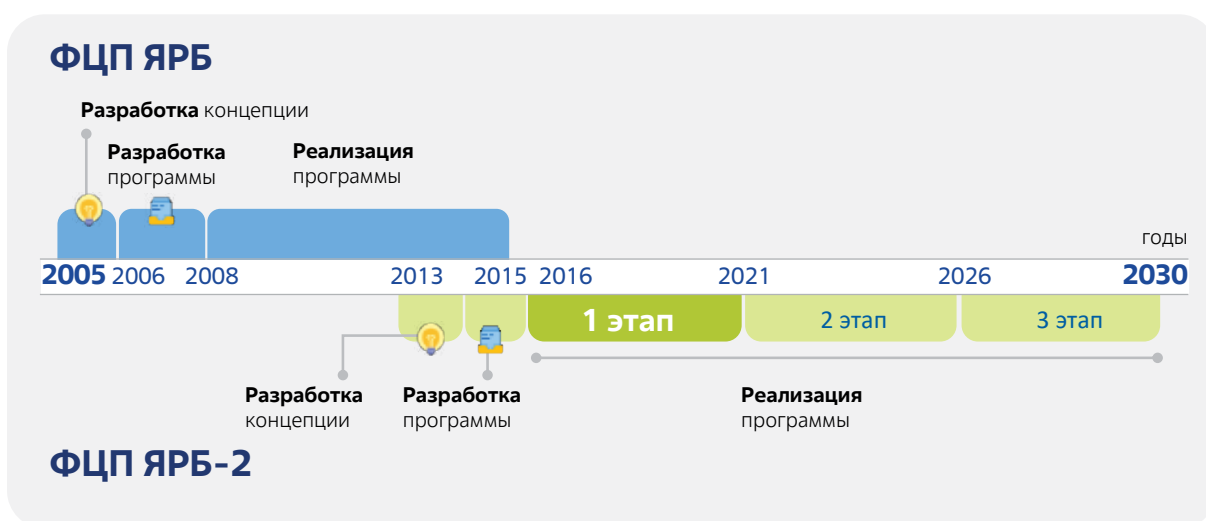 ФЦП ЯРБ
Разработка концепции
Разработка
программы
Реализация
программы
годы
2005 2006 2008 2013 2015 2016 2021 2026 2030
1 этап 2 этап 3 этап
Разработка
концепции
Разработка
программы
Реализация
программы
ФЦП ЯРБ-2